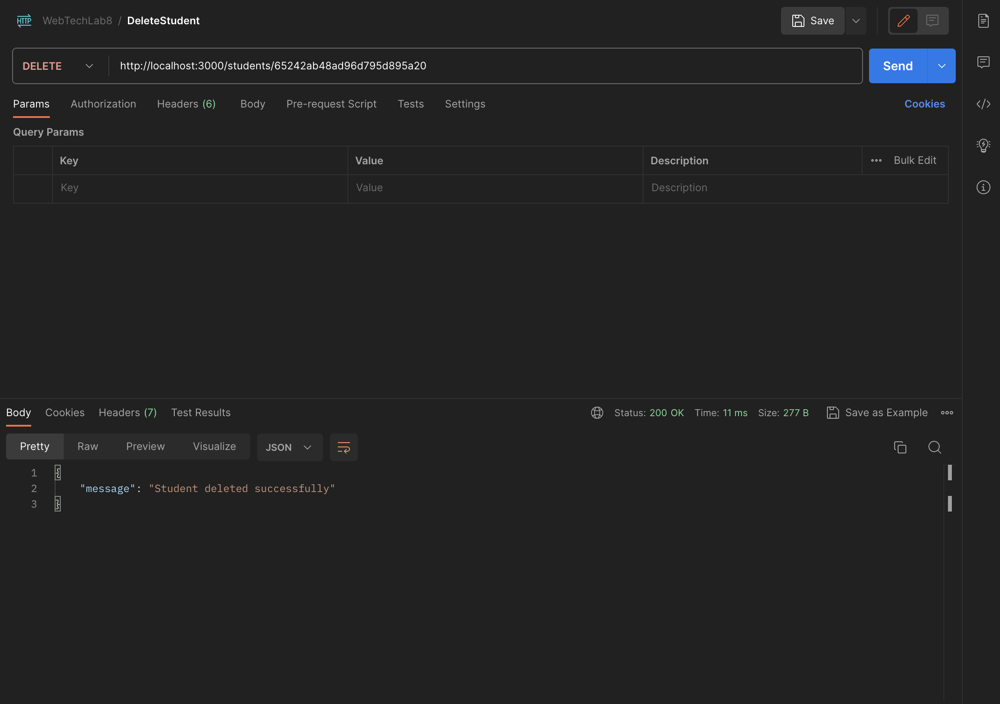 HTTP WebTechLab8 / DeleteStudent Save
DELETE http://localhost:3000/students/65242ab48ad96d795d895a20 Send
Params Authorization Headers (6) Body Pre-request Script Tests Settings Cookies
Query Params
Key Value Description Bulk Edit
Key Value Description
Body Cookies Headers (7) Test Results Status: 200 OK Time: 11 ms Size: 277 B Save as Example
Pretty Raw Preview Visualize JSON
1 {
2 "message": "Student deleted successfully"
3 }